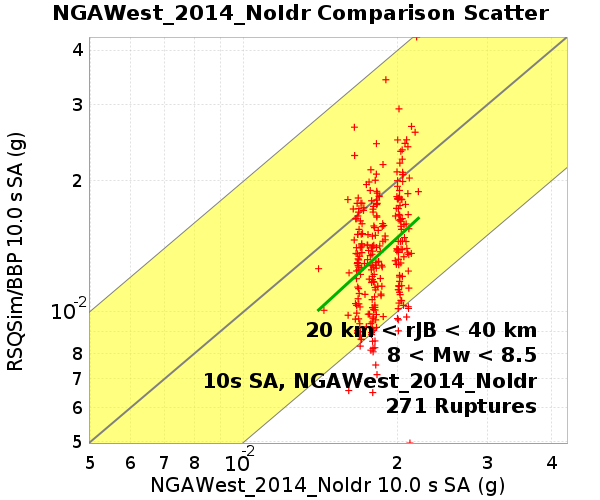 NGAWest_2014_NoIdr Comparison Scatter
RSQSim/BBP 10.0 s SA (g)
4
3
2
10-2
8
7
6
5
20 km < rJB < 40 km
8 < Mw < 8.5
10s SA, NGAWest_2014_NoIdr
271 Ruptures
5 6 7 8 10-2 2 3 4
NGAWest_2014_NoIdr 10.0 s SA (g)